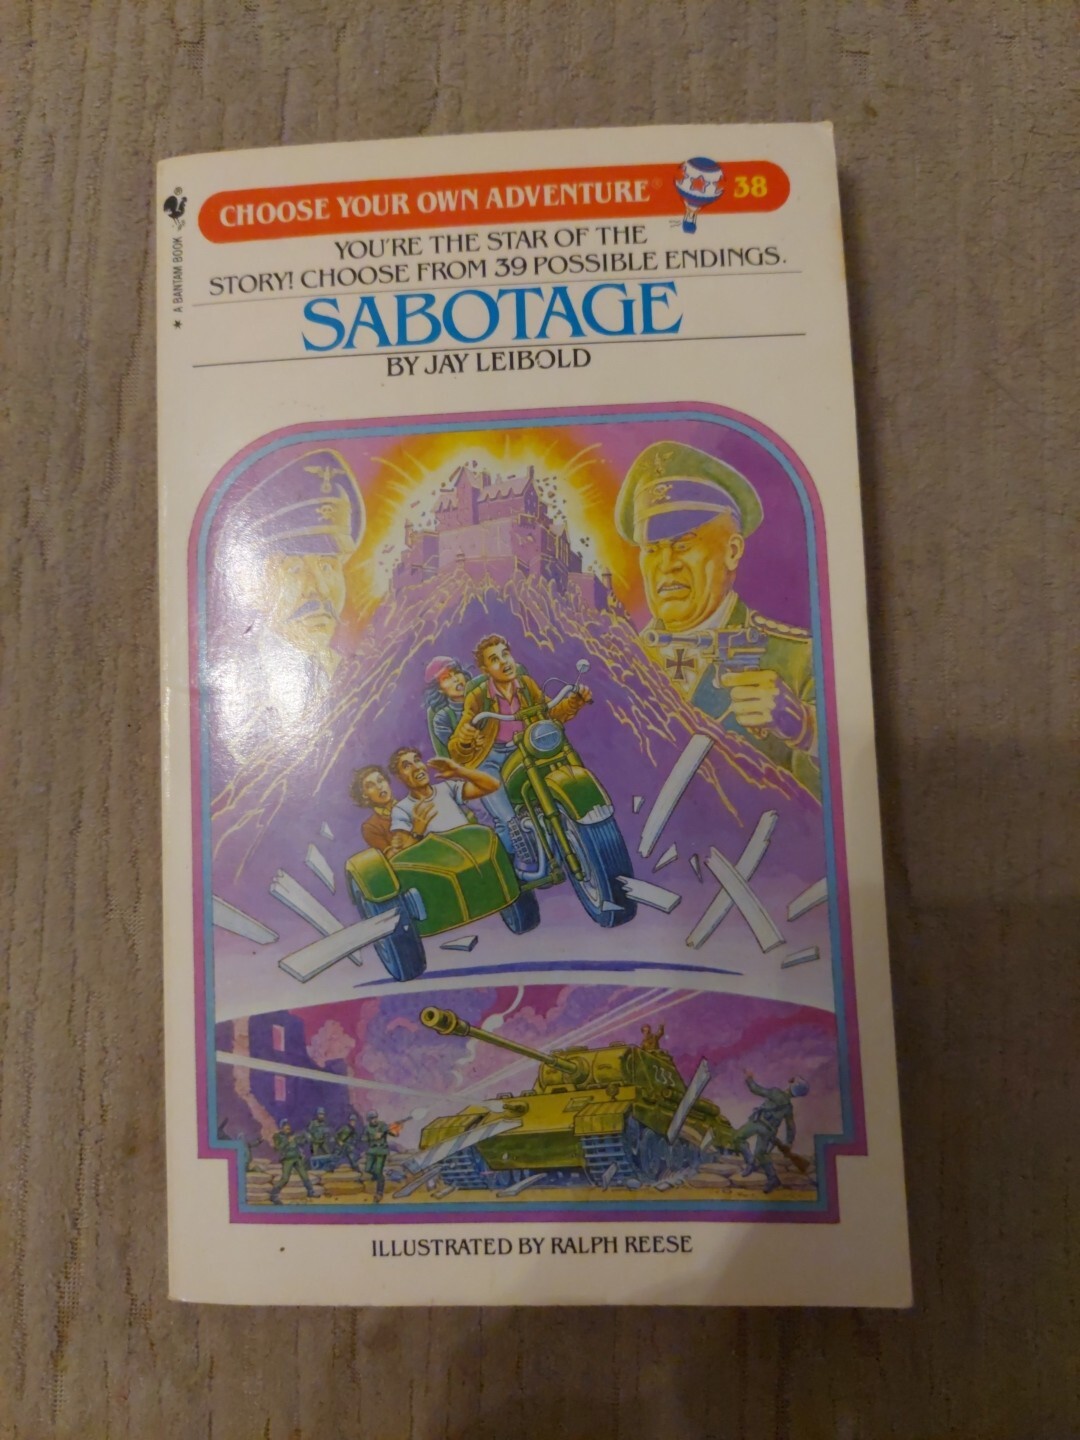 CHOOSE YOUR OWN ADVENTURE® 38
YOU'RE THE STAR OF THE
STORY! CHOOSE FROM 39 POSSIBLE ENDINGS.
SABOTAGE
BY JAY LEIBOLD
* A BANTAM BOOK ®
233
ILLUSTRATED BY RALPH REESE